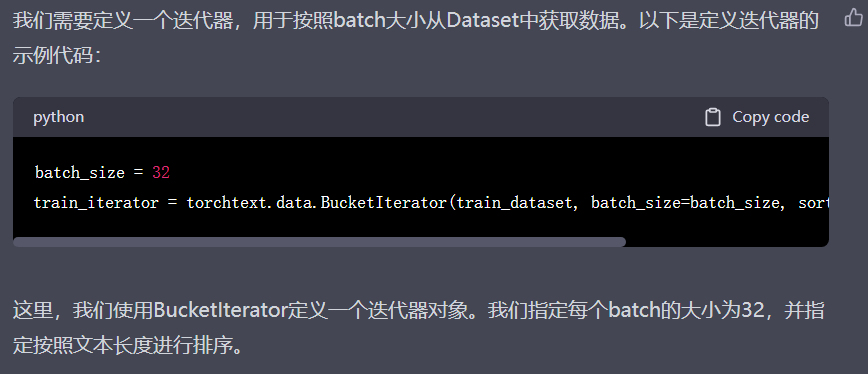 我们需要定义一个迭代器，用于按照batch大小从Dataset中获取数据。以下是定义迭代器的
示例代码：
python
Copy code
batch_size = 32
train_iterator = torchtext.data.BucketIterator(train_dataset, batch_size=batch_size, sort
这里，我们使用BucketIterator定义一个迭代器对象。我们指定每个batch的大小为32，并指
定按照文本长度进行排序。